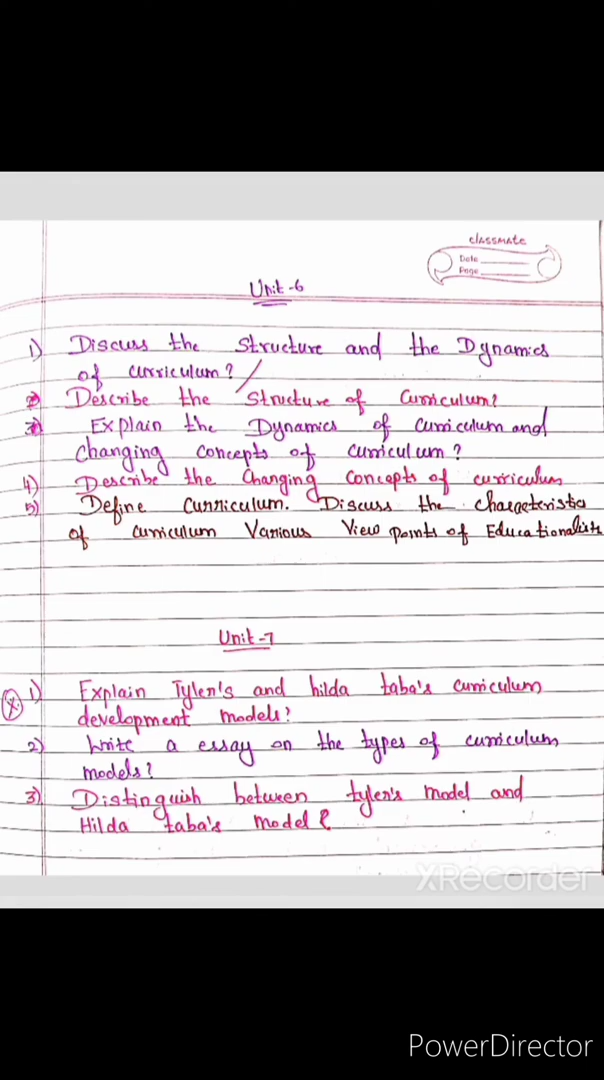 classmate
Date
Page
Unit-6
1) Discuss the Structure and the Dynamics
of curriculum?
2) Describe the Structure of Curriculum?
3) Explain the Dynamics of curriculum and
changing concepts of curriculum?
4) Describe the Changing Concepts of curriculum
5) Define Curriculum. Discuss the characteristics
of curriculum Various View points of Educationalists
Unit-7
1) Explain Tyler's and hilda taba's curriculum
development models?
2) Write a essay on the types of curriculum
models?
3) Distinguish between tyler's model and
Hilda taba's model?
XRecorder
PowerDirector